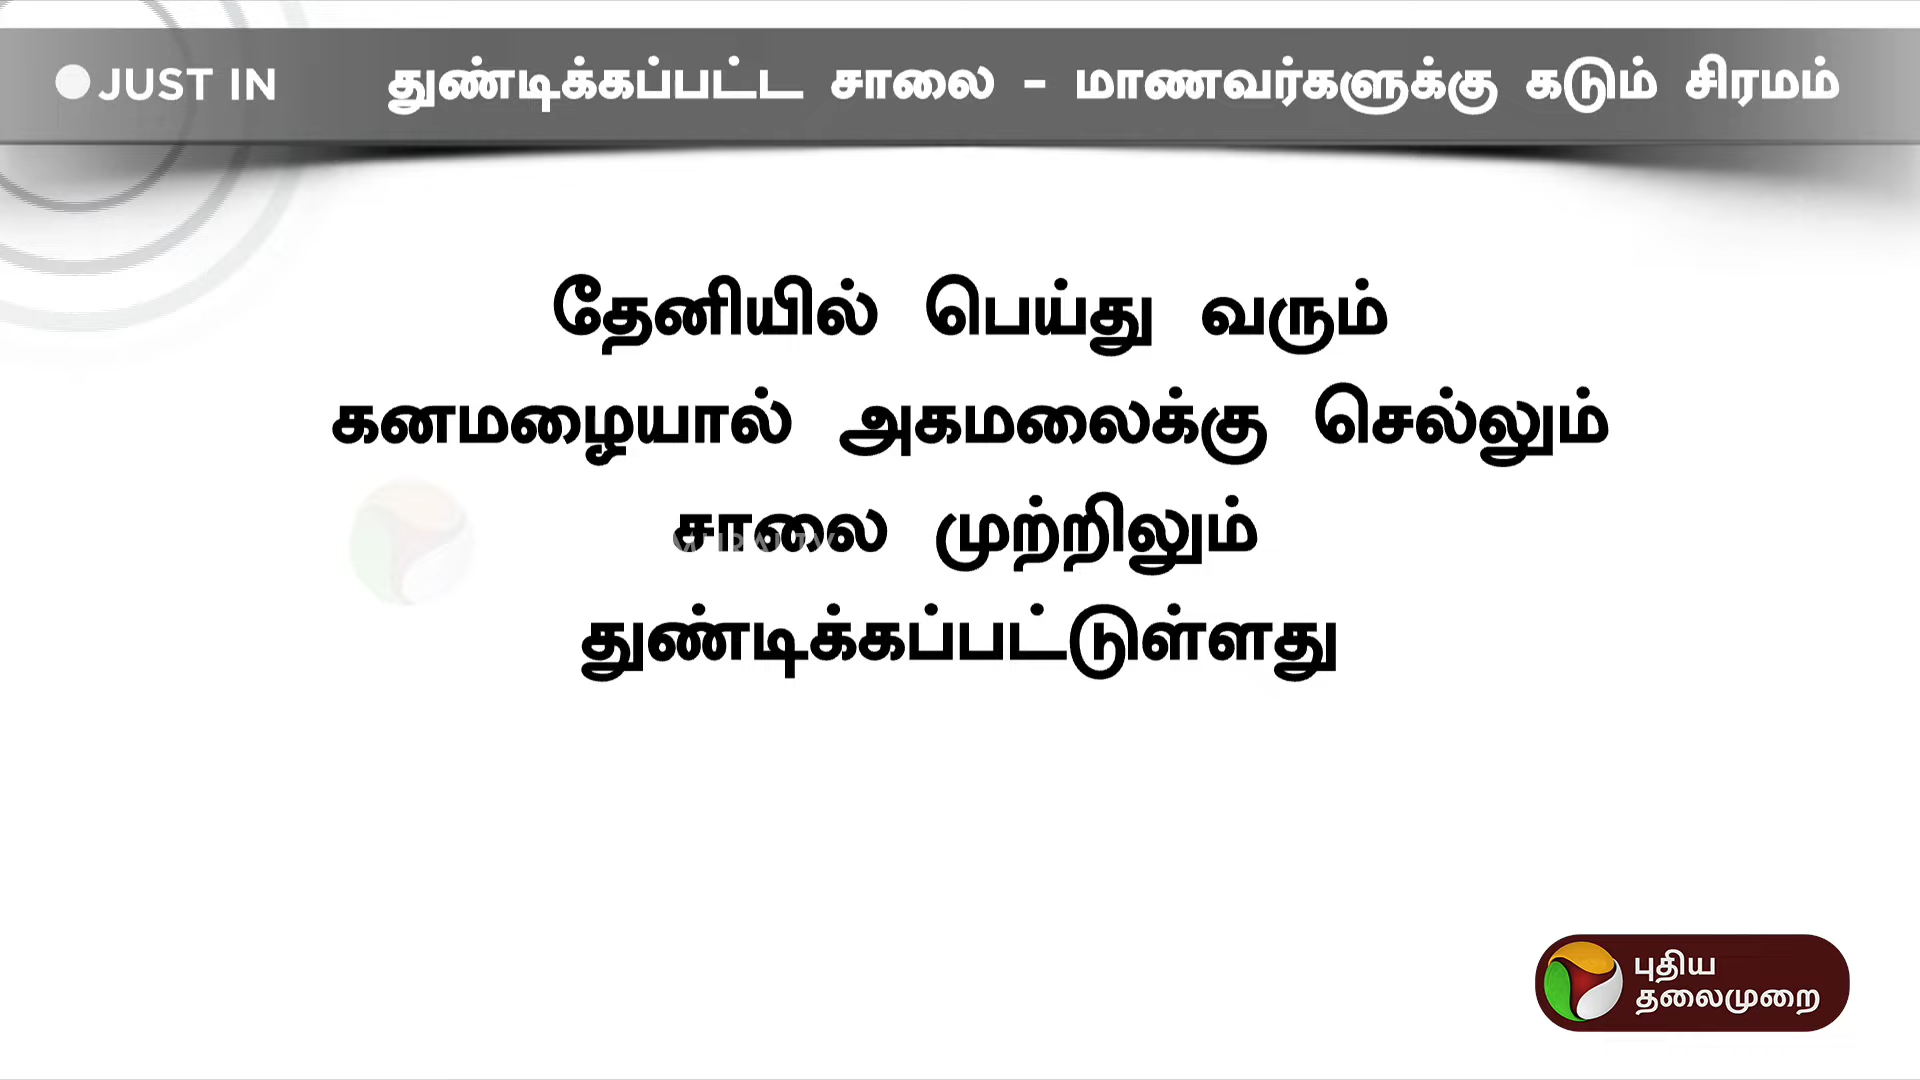 JUST IN
துண்டிக்கப்பட்ட சாலை - மாணவர்களுக்கு கடும் சிரமம்
தேனியில் பெய்து வரும்
கனமழையால் அகமலைக்கு செல்லும்
சாலை முற்றிலும்
துண்டிக்கப்பட்டுள்ளது
புதிய
தலைமுறை